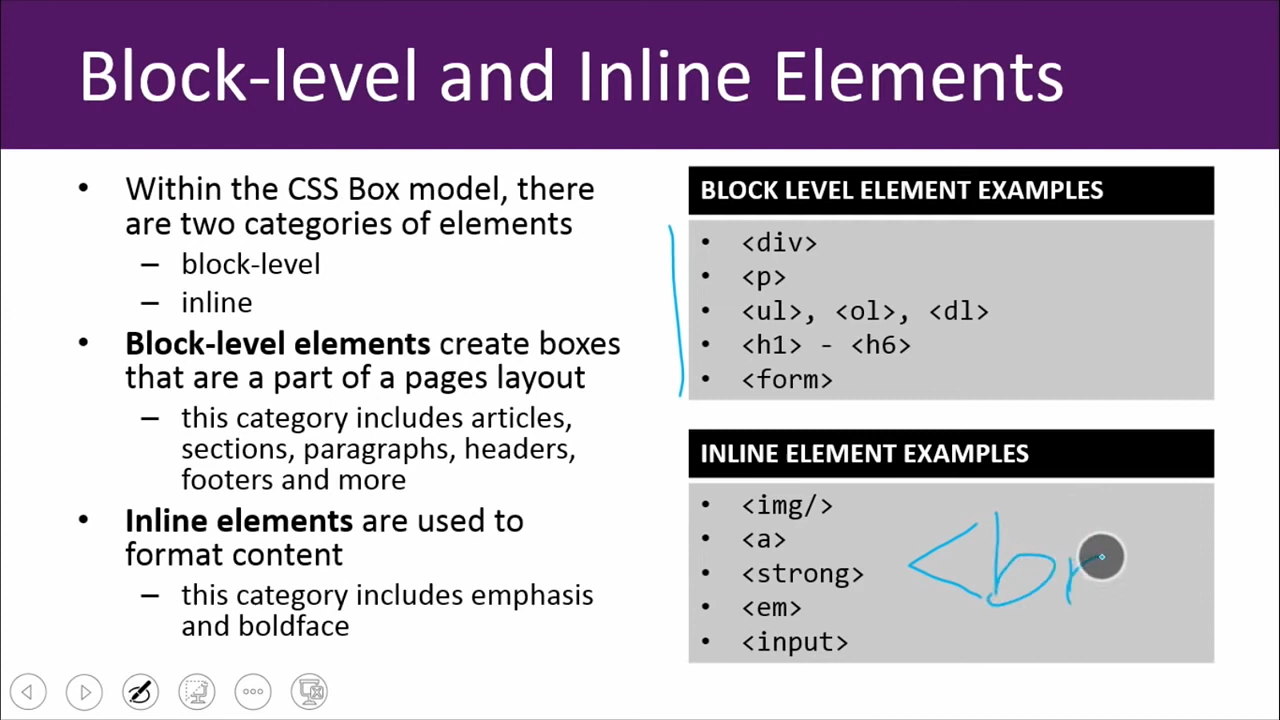 Block-level and Inline Elements
• Within the CSS Box model, there
are two categories of elements
– block-level
– inline
• Block-level elements create boxes
that are a part of a pages layout
– this category includes articles,
sections, paragraphs, headers,
footers and more
• Inline elements are used to
format content
– this category includes emphasis
and boldface
BLOCK LEVEL ELEMENT EXAMPLES
• <div>
• <p>
• <ul>, <ol>, <dl>
• <h1> - <h6>
• <form>
INLINE ELEMENT EXAMPLES
• <img/>
• <a>
• <strong>
• <em>
• <input>
<br